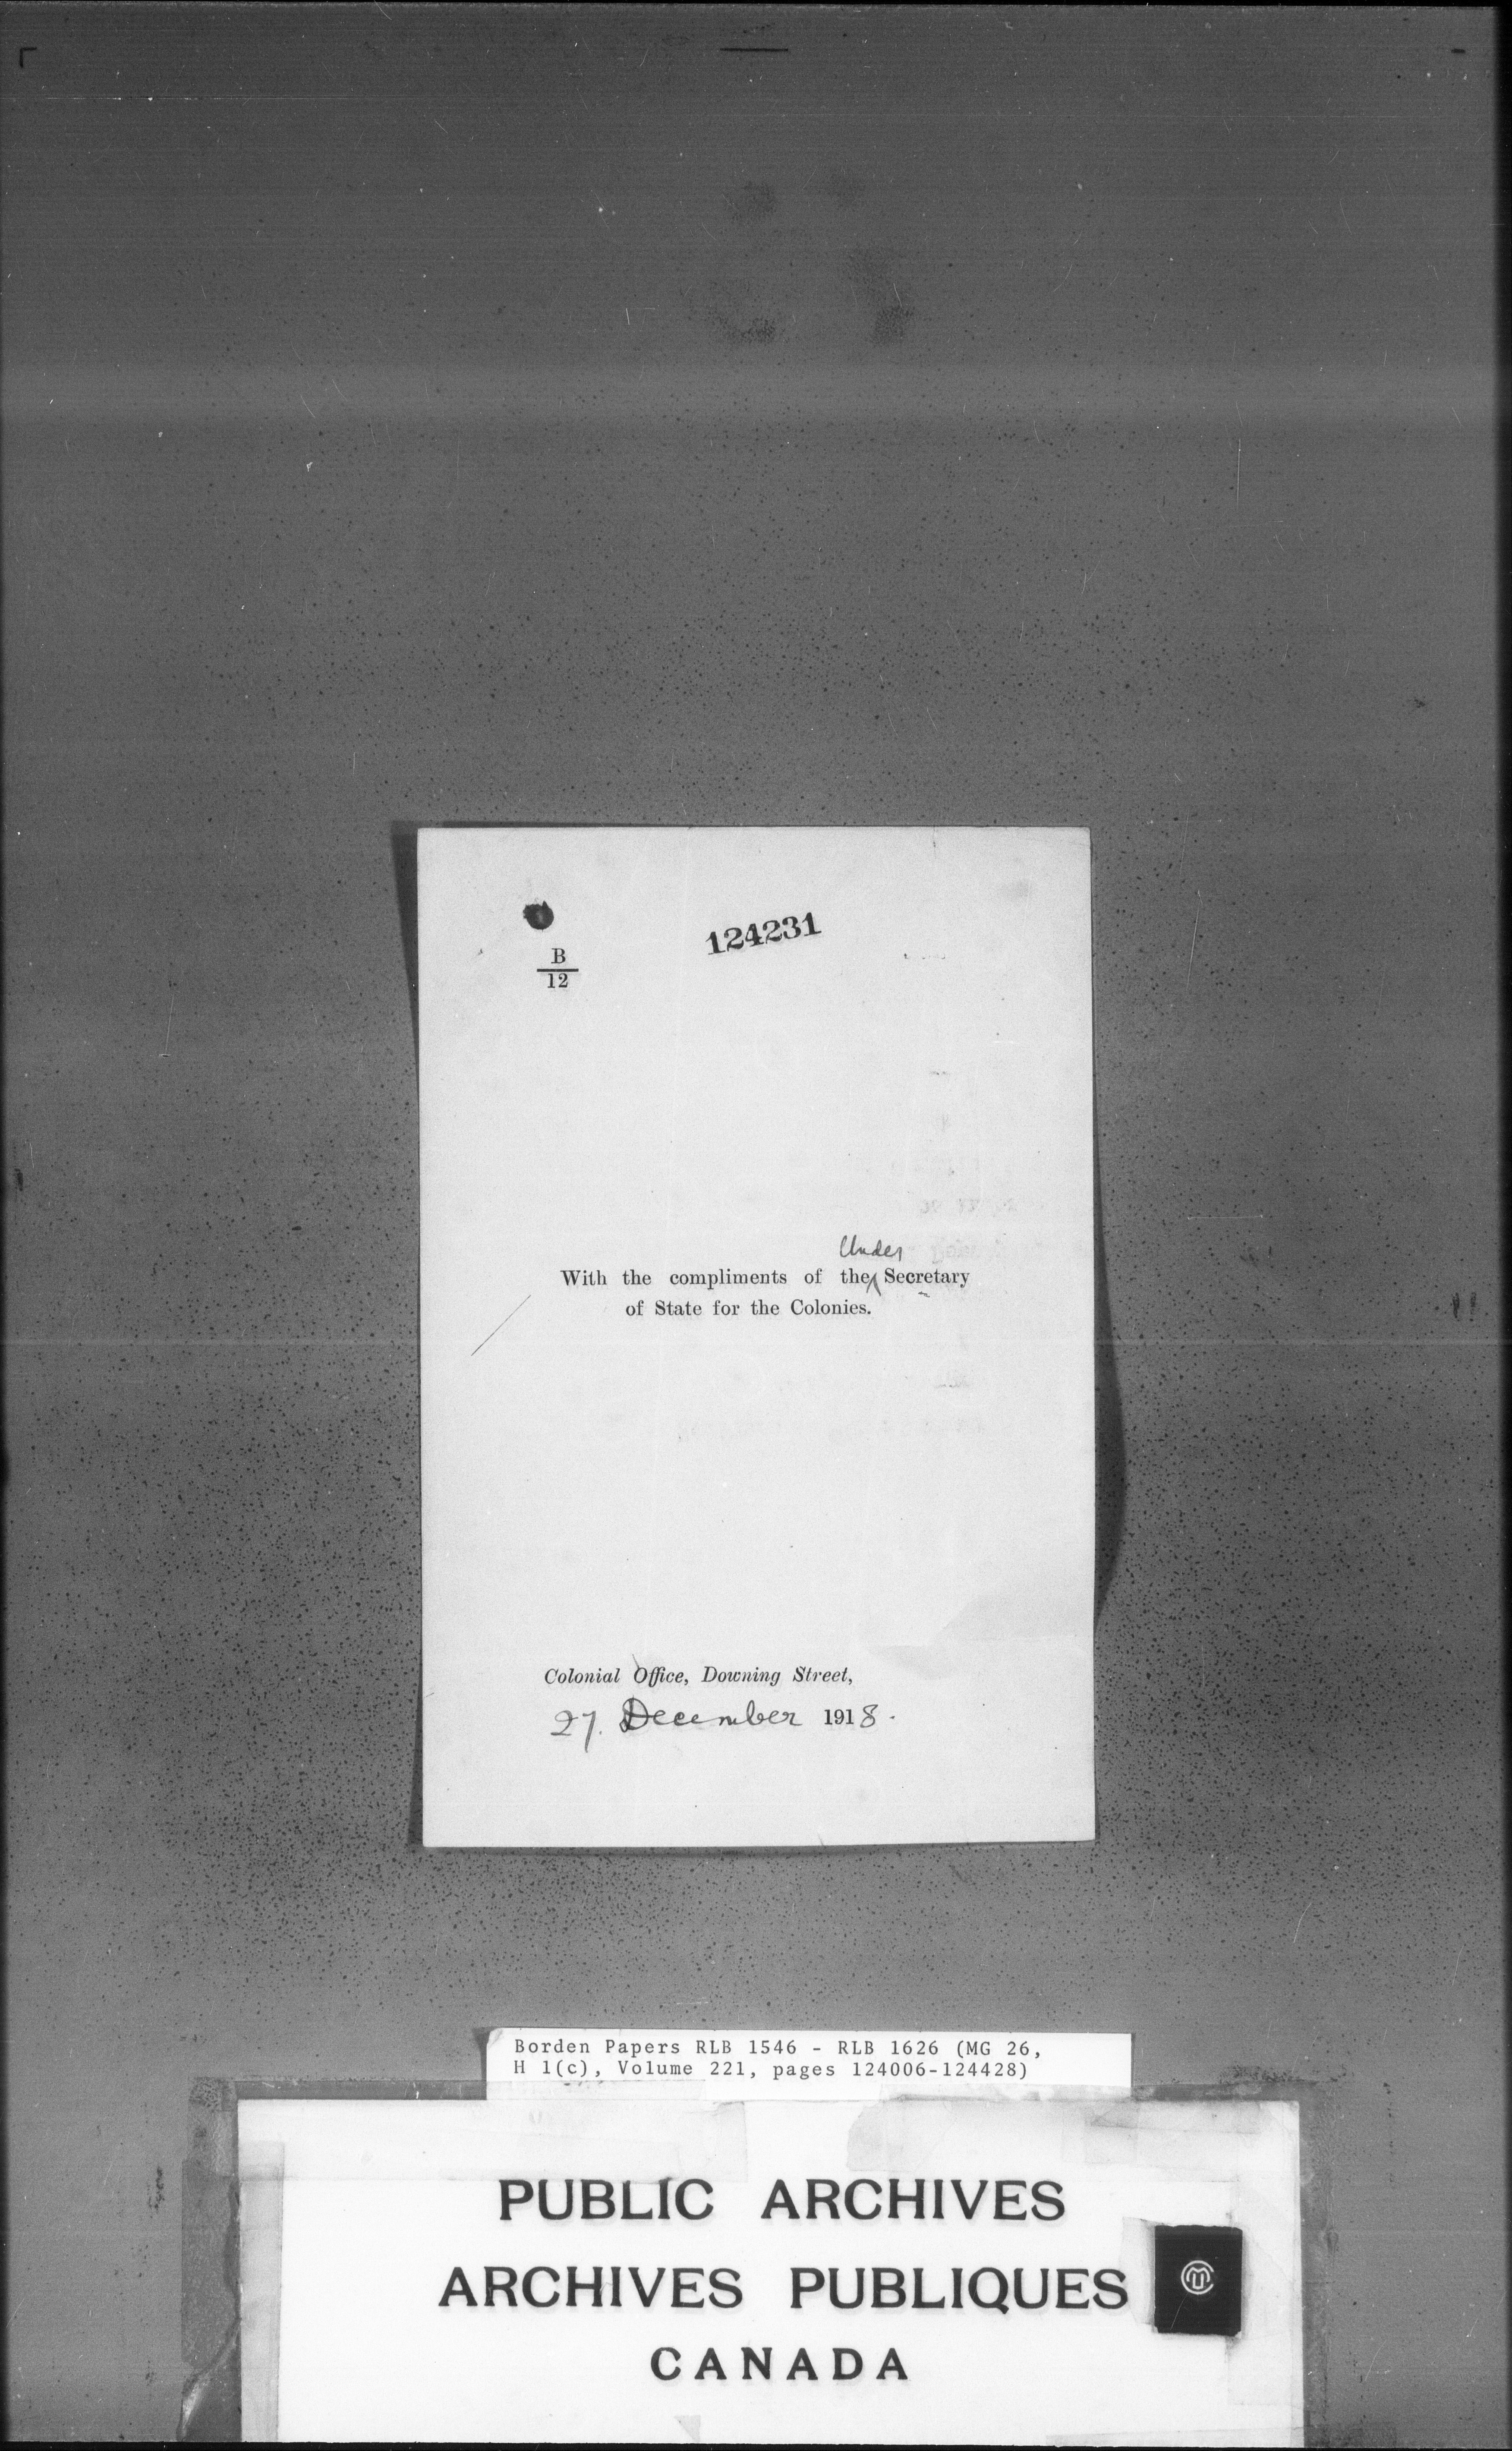 124231
B
12
Under
With the compliments of the Secretary
of State for the Colonies.
Colonial Office, Downing Street,
27. December 1918.
Borden Papers RLB 1546 - RLB 1626 (MG 26,
H 1(c), Volume 221, pages 124006-124428)
PUBLIC ARCHIVES
ARCHIVES PUBLIQUES
CANADA